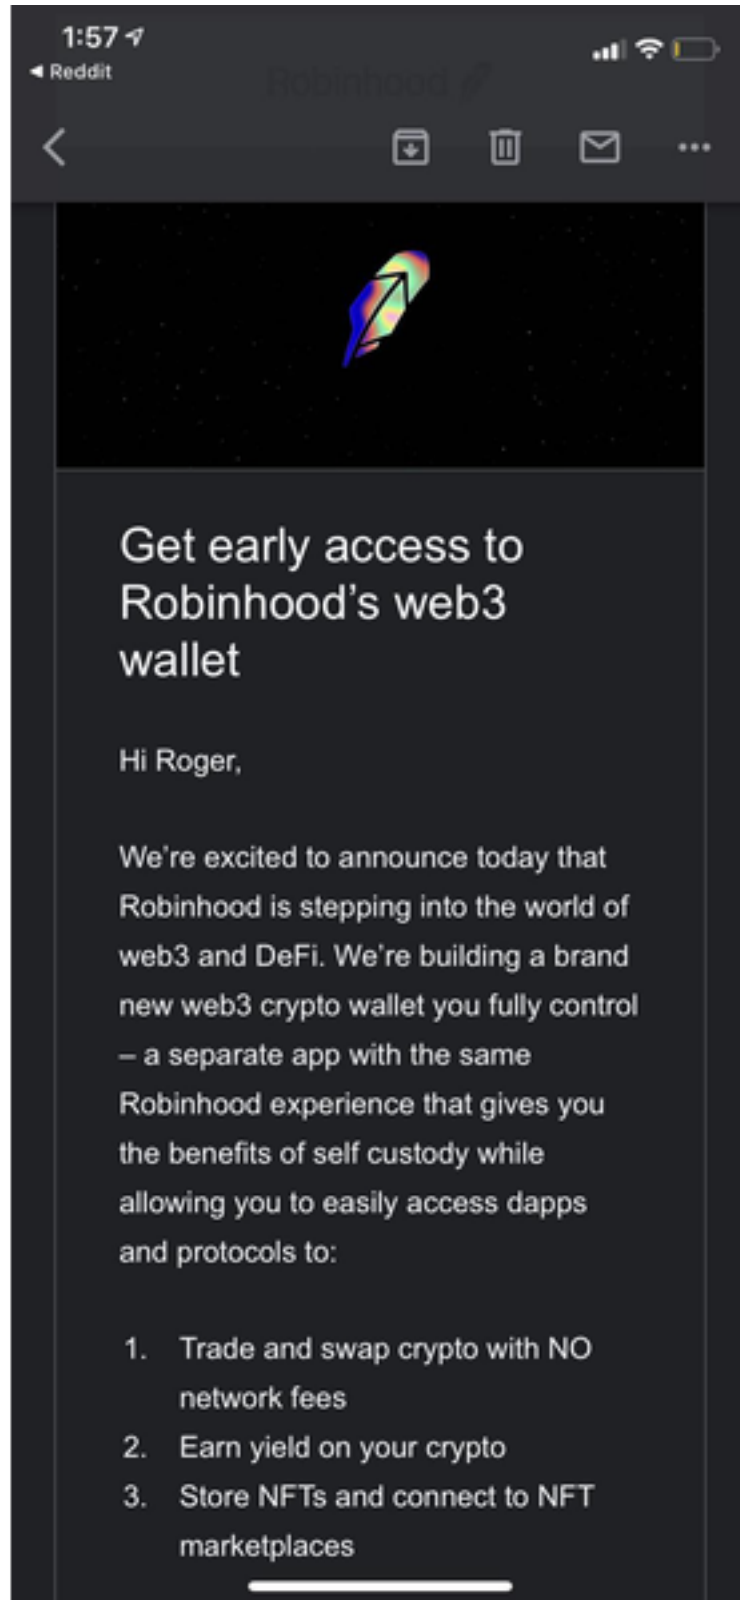 1:57
◀ Reddit
Robinhood
Get early access to
Robinhood’s web3
wallet
Hi Roger,
We’re excited to announce today that
Robinhood is stepping into the world of
web3 and DeFi. We’re building a brand
new web3 crypto wallet you fully control
– a separate app with the same
Robinhood experience that gives you
the benefits of self custody while
allowing you to easily access dapps
and protocols to:
1. Trade and swap crypto with NO
network fees
2. Earn yield on your crypto
3. Store NFTs and connect to NFT
marketplaces